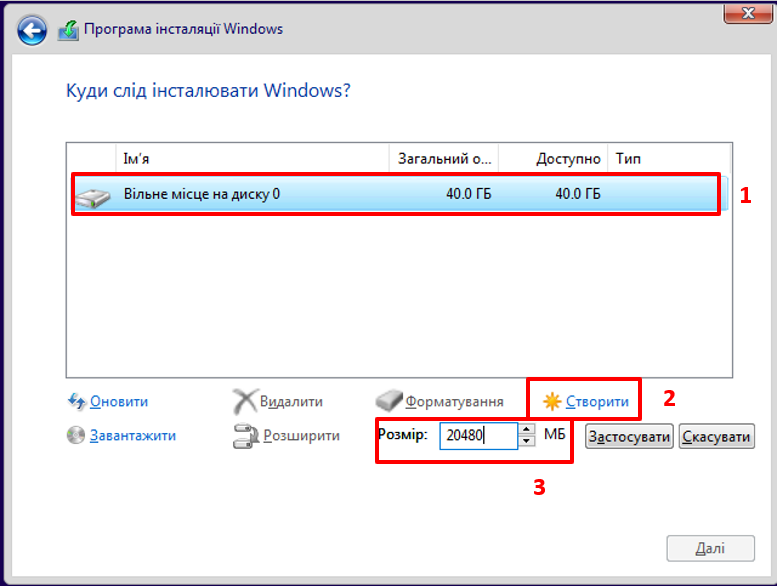 Програма інсталяції Windows
Куди слід інсталювати Windows?
Ім'я Загальний о... Доступно Тип
Вільне місце на диску 0 40.0 ГБ 40.0 ГБ
1
Оновити Видалити Форматування Створити
2
Завантажити Розширити Розмір: 20480 МБ Застосувати Скасувати
3
Далі